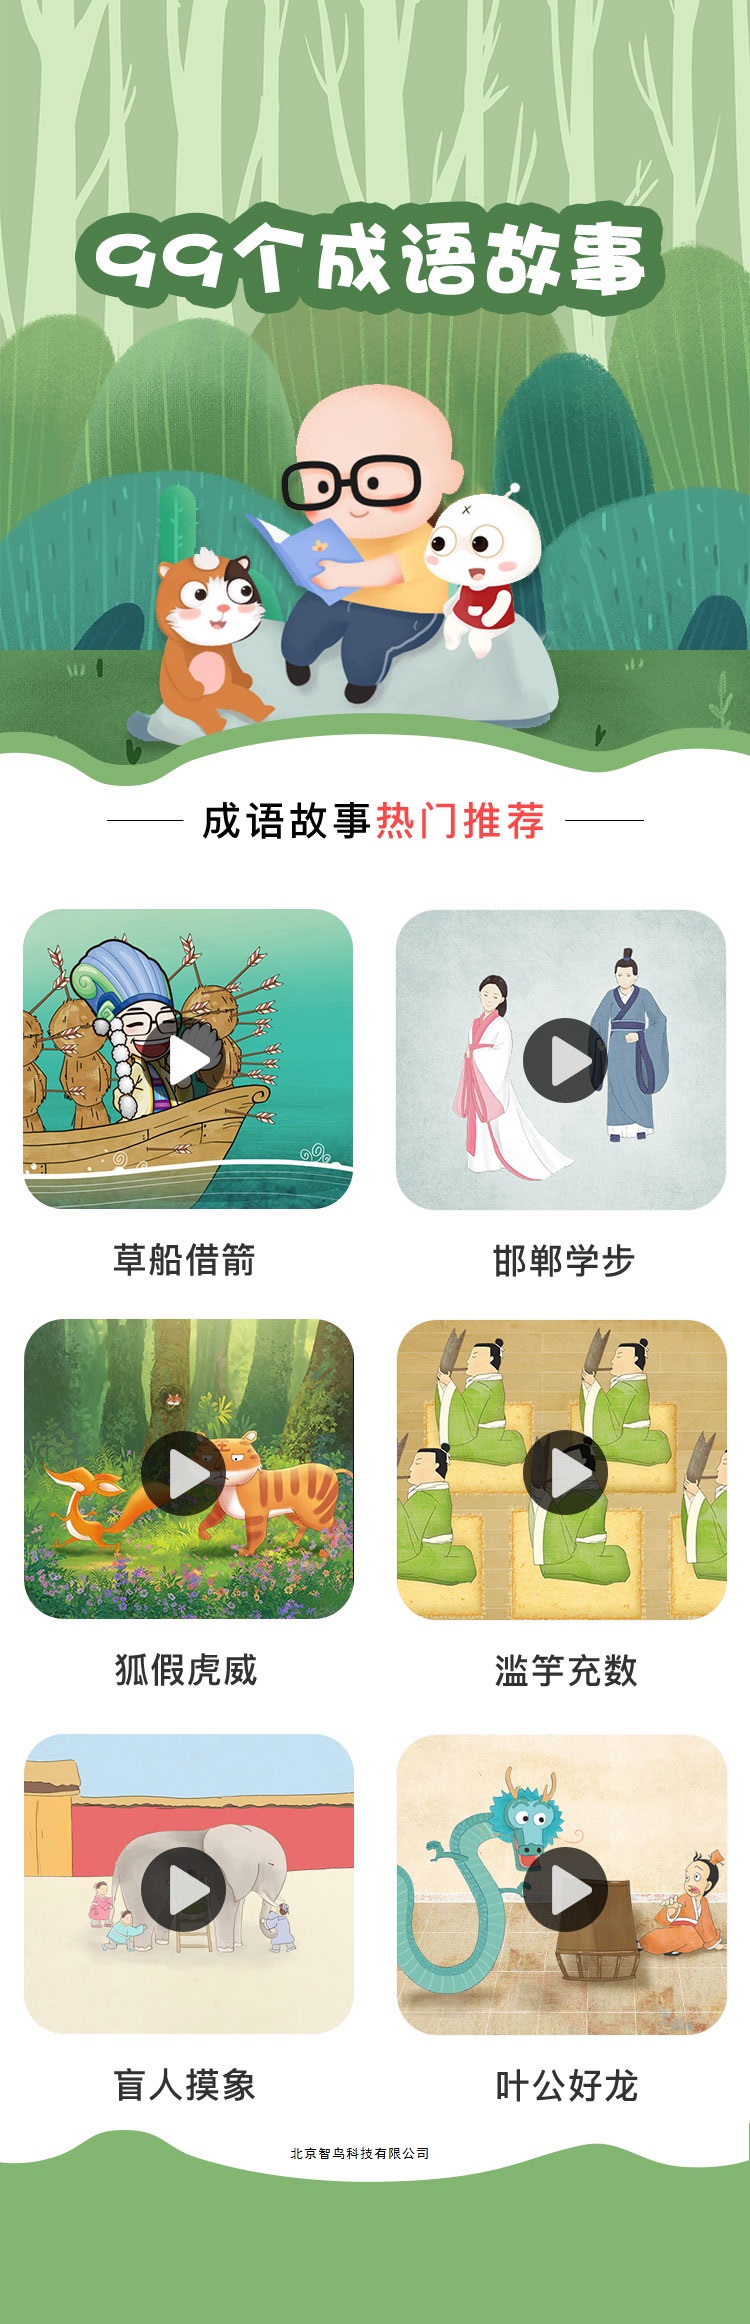 99个成语故事
成语故事热门推荐
草船借箭
邯郸学步
狐假虎威
滥竽充数
盲人摸象
叶公好龙
北京智鸟科技有限公司